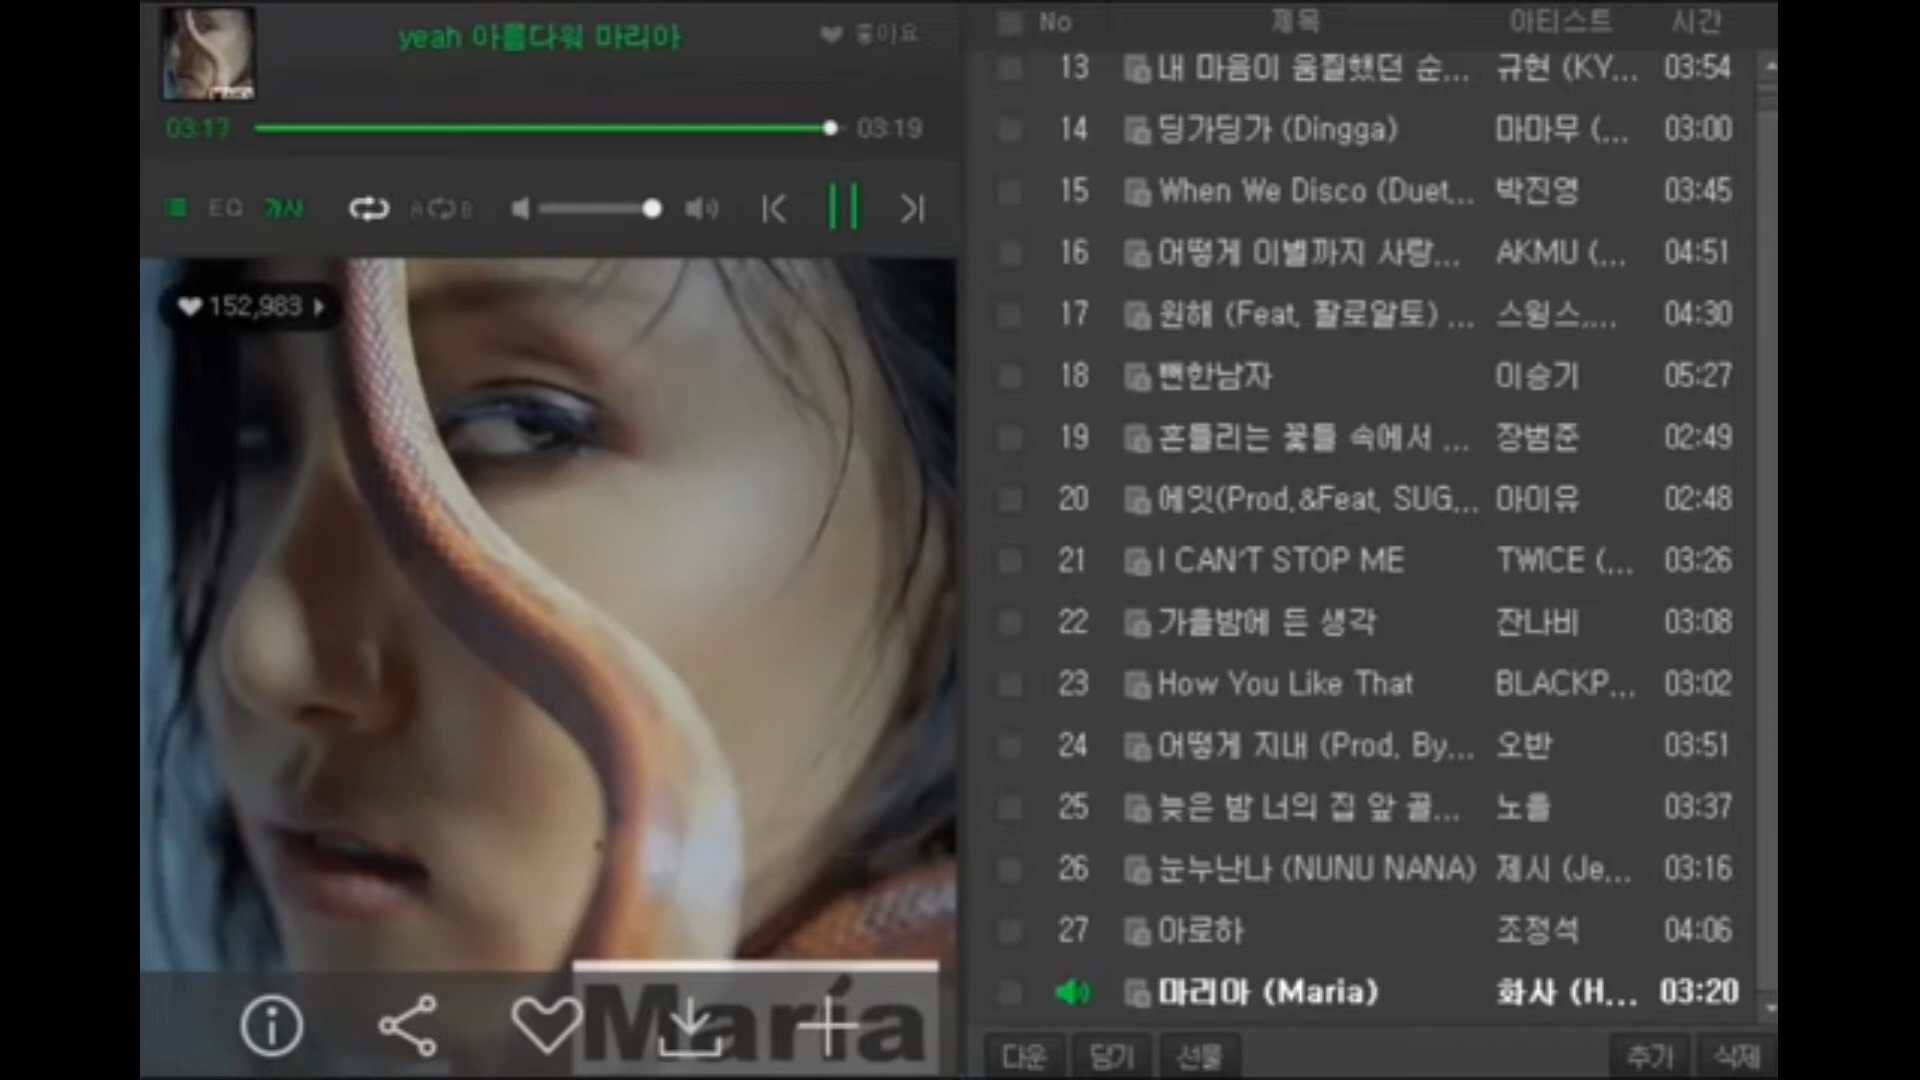 yeah 아름다워 마리아
좋아요
03:17
03:19
EQ 가사
A B
152,983
María
No 제목 아티스트 시간
13 내 마음이 움찔했던 순... 규현 (KY... 03:54
14 딩가딩가 (Dingga) 마마무 (... 03:00
15 When We Disco (Duet... 박진영 03:45
16 어떻게 이별까지 사랑... AKMU (... 04:51
17 원해 (Feat. 팔로알토) ... 스윙스.... 04:30
18 뻔한남자 이승기 05:27
19 흔들리는 꽃들 속에서 ... 장범준 02:49
20 에잇(Prod.&Feat. SUG... 아이유 02:48
21 I CAN'T STOP ME TWICE (... 03:26
22 가을밤에 든 생각 잔나비 03:08
23 How You Like That BLACKP... 03:02
24 어떻게 지내 (Prod. By... 오반 03:51
25 늦은 밤 너의 집 앞 골... 노을 03:37
26 눈누난나 (NUNU NANA) 제시 (Je... 03:16
27 아로하 조정석 04:06
마리아 (Maria) 화사 (H... 03:20
다운 담기 선물 추가 삭제